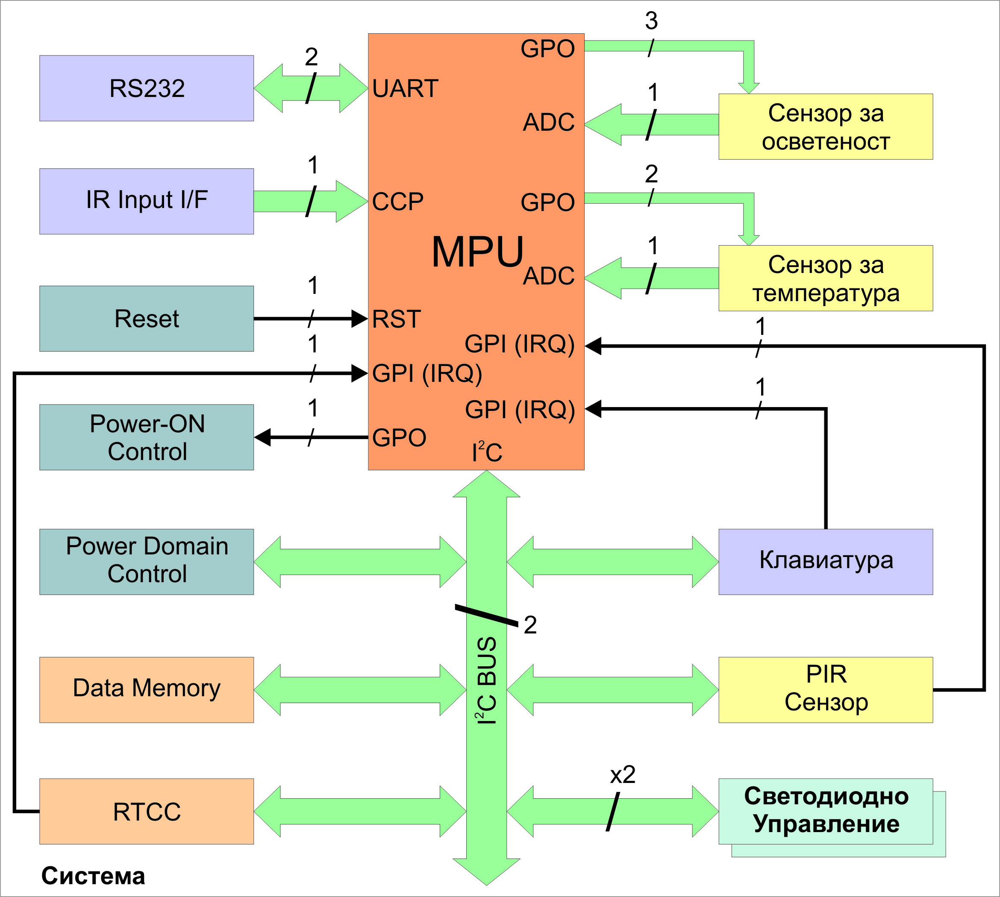 3
GPO
2
RS232
UART
1
Сензор за
осветеност
ADC
1
IR Input I/F
CCP
2
GPO
MPU
1
Сензор за
температура
ADC
1
Reset
RST
1
GPI (IRQ)
1
GPI (IRQ)
1
GPI (IRQ)
1
Power-ON
Control
GPO
I²C
Power Domain
Control
Клавиатура
2
I²C BUS
Data Memory
PIR
Сензор
x2
RTCC
Светодиодно
Управление
Система